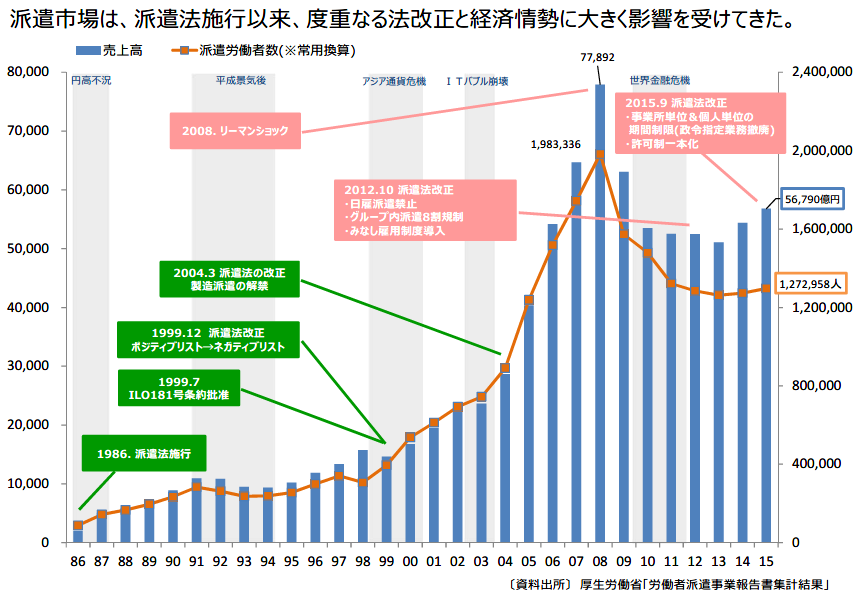 派遣市場は、派遣法施行以来、度重なる法改正と経済情勢に大きく影響を受けてきた。
売上高
派遣労働者数(※常用換算)
77,892
80,000
70,000
60,000
50,000
40,000
30,000
20,000
10,000
0
2,400,000
2,000,000
1,600,000
1,200,000
800,000
400,000
0
円高不況
平成景気後
アジア通貨危機
ITバブル崩壊
世界金融危機
2008. リーマンショック
1,983,336
2015.9 派遣法改正
・事業所単位&個人単位の
期間制限(政令指定業務撤廃)
・許可制一本化
2012.10 派遣法改正
・日雇派遣禁止
・グループ内派遣8割規制
・みなし雇用制度導入
56,790億円
1,272,958人
2004.3 派遣法の改正
製造派遣の解禁
1999.12 派遣法改正
ポジティブリスト→ネガティブリスト
1999.7
ILO181号条約批准
1986. 派遣法施行
86 87 88 89 90 91 92 93 94 95 96 97 98 99 00 01 02 03 04 05 06 07 08 09 10 11 12 13 14 15
〔資料出所〕 厚生労働省「労働者派遣事業報告書集計結果」